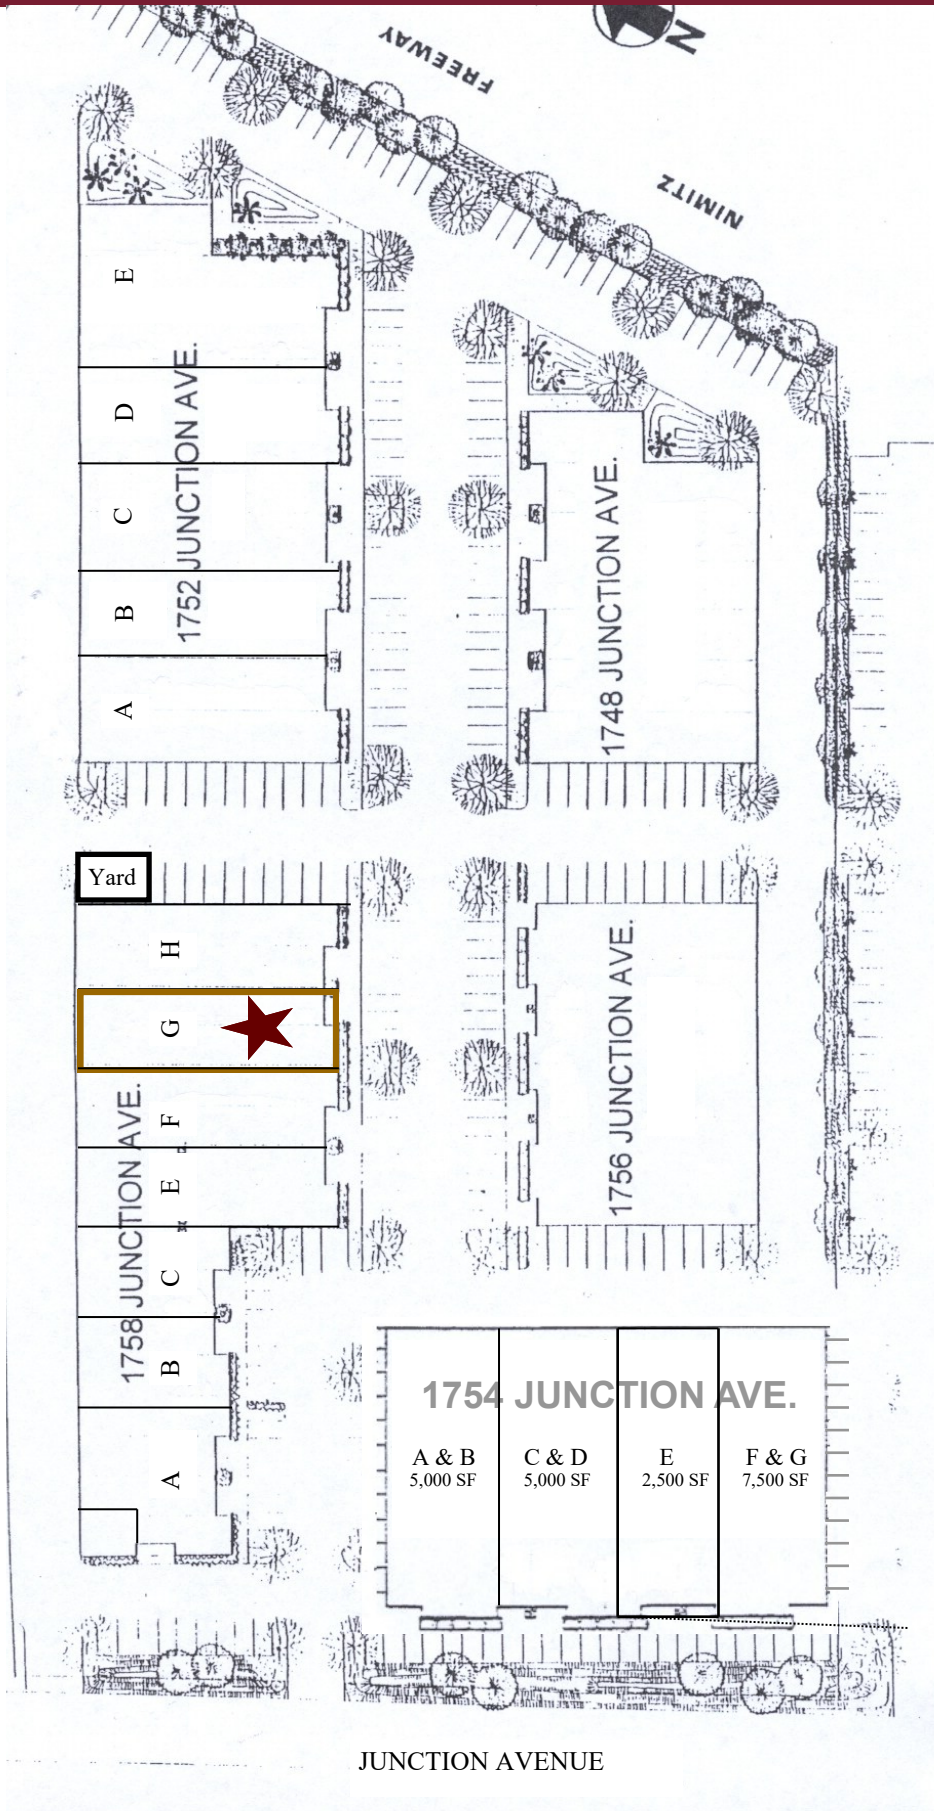 N
FREEWAY
NIMITZ
E
D
C
B
A
1752 JUNCTION AVE.
1748 JUNCTION AVE.
Yard
H
G
F
E
C
B
A
1758 JUNCTION AVE.
1756 JUNCTION AVE.
1754 JUNCTION AVE.
A & B
5,000 SF
C & D
5,000 SF
E
2,500 SF
F & G
7,500 SF
JUNCTION AVENUE